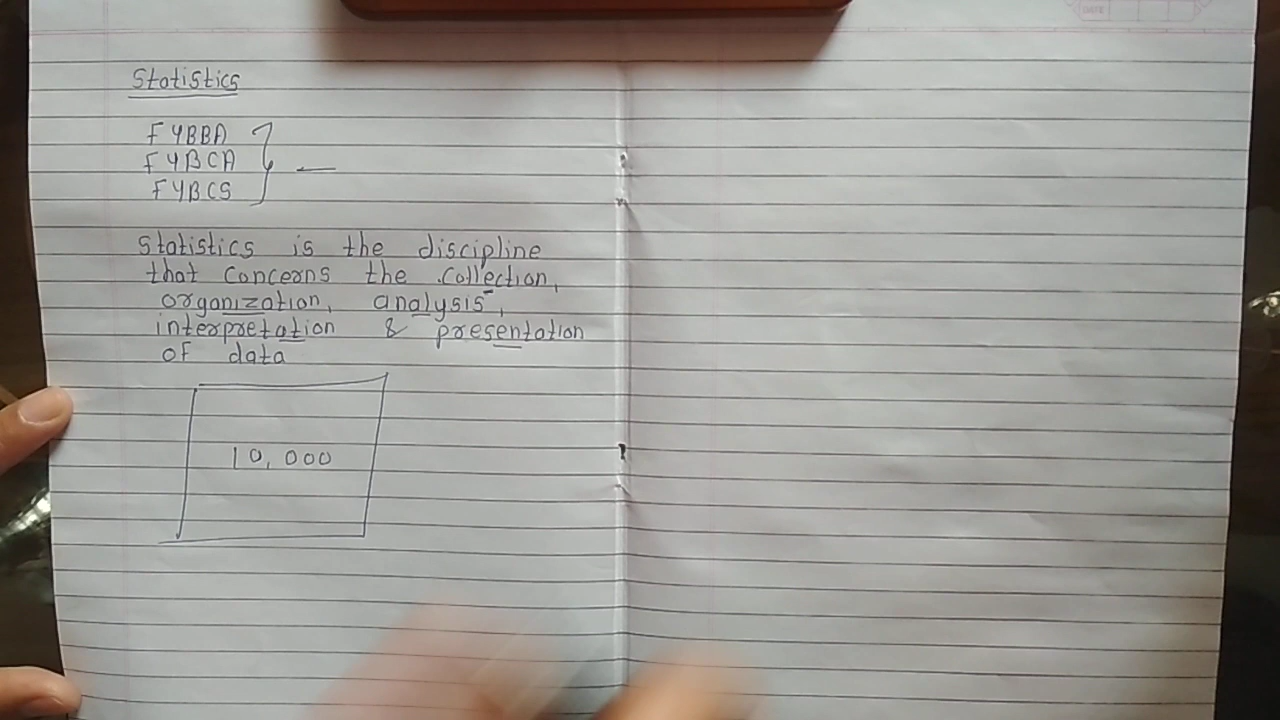 DATE
Statistics
FYBBA
FYBCA
FYBCS
Statistics is the discipline
that concerns the collection,
organization, analysis,
interpretation & presentation
of data
10,000